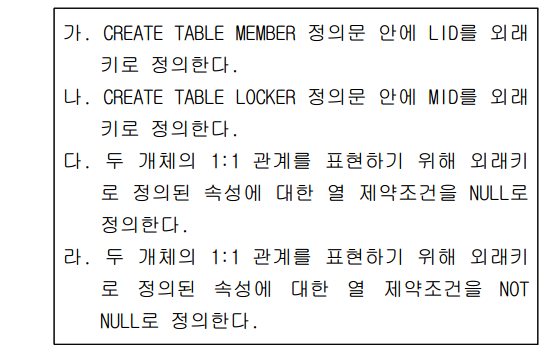 가. CREATE TABLE MEMBER 정의문 안에 LID를 외래
키로 정의한다.
나. CREATE TABLE LOCKER 정의문 안에 MID를 외래
키로 정의한다.
다. 두 개체의 1:1 관계를 표현하기 위해 외래키
로 정의된 속성에 대한 열 제약조건을 NULL로
정의한다.
라. 두 개체의 1:1 관계를 표현하기 위해 외래키
로 정의된 속성에 대한 열 제약조건을 NOT
NULL로 정의한다.